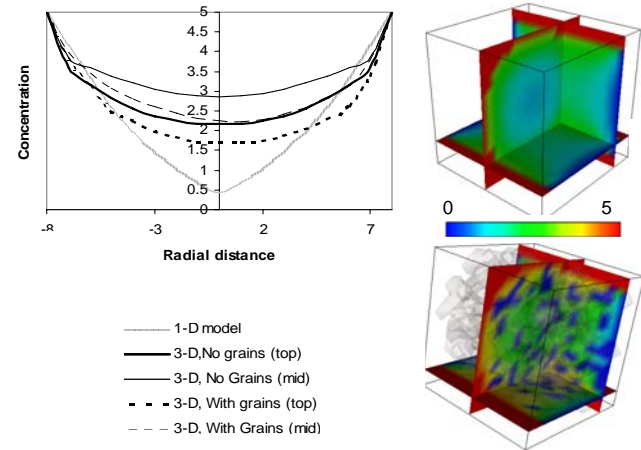 5
4.5
4
3.5
3
2.5
2
1.5
1
0.5
0
Concentration
-8 -3 2 7
Radial distance
1-D model
3-D,No grains (top)
3-D, No Grains (mid)
3-D, With grains (top)
3-D, With Grains (mid)
0 5